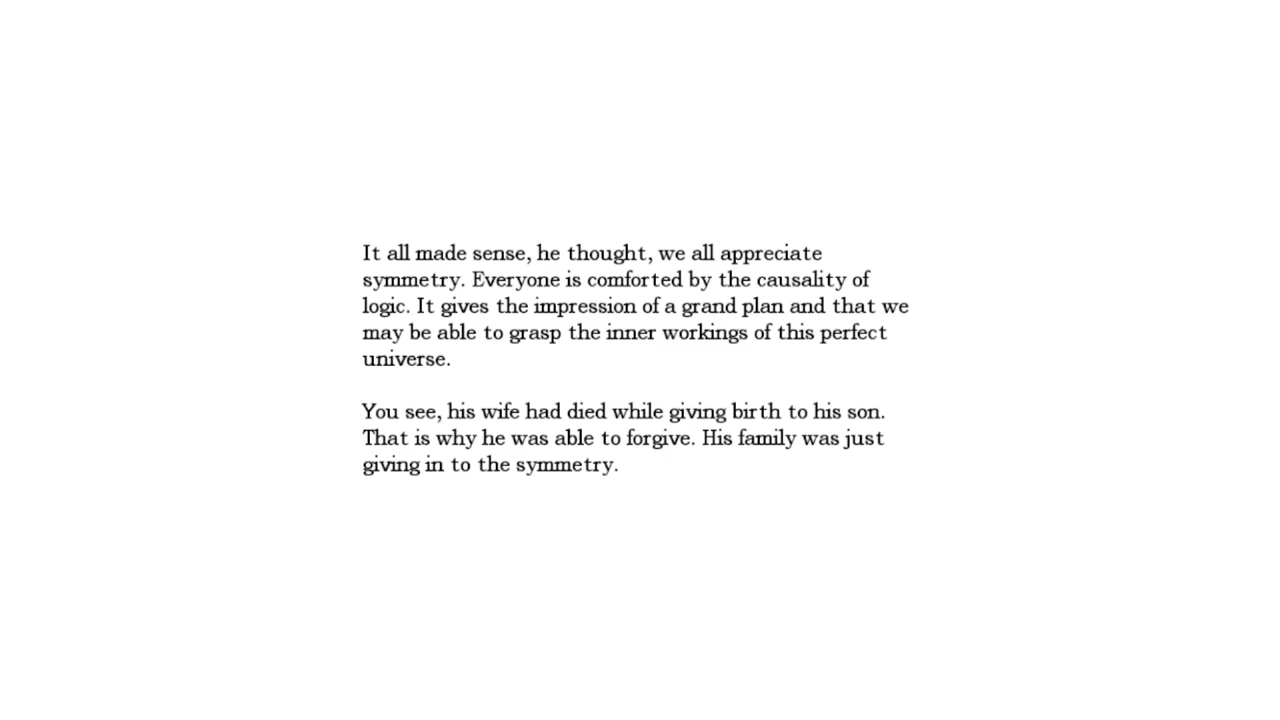 It all made sense, he thought, we all appreciate
symmetry. Everyone is comforted by the causality of
logic. It gives the impression of a grand plan and that we
may be able to grasp the inner workings of this perfect
universe.
You see, his wife had died while giving birth to his son.
That is why he was able to forgive. His family was just
giving in to the symmetry.